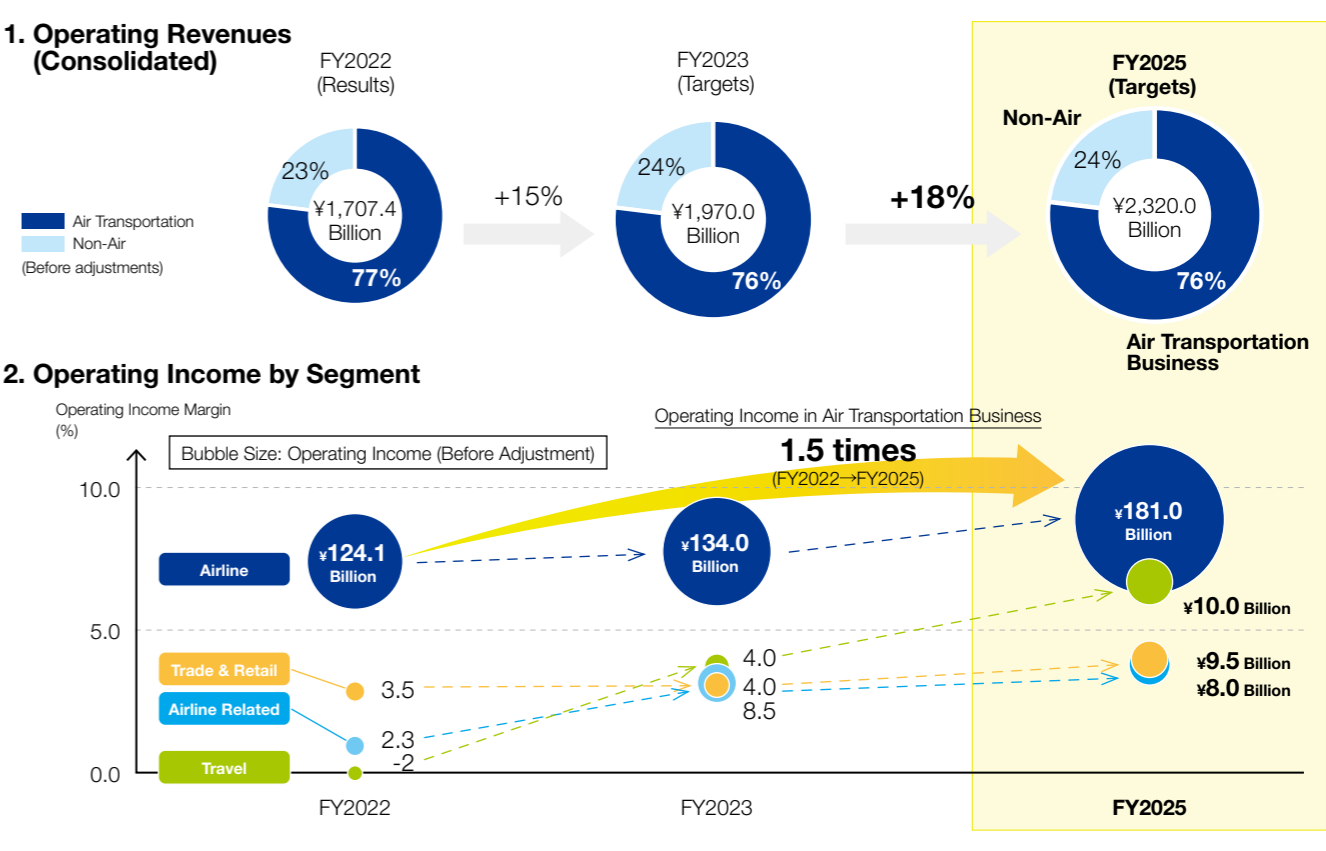 1. Operating Revenues
(Consolidated)
FY2022
(Results)
FY2023
(Targets)
FY2025
(Targets)
Non-Air
23%
¥1,707.4
Billion
77%
+15%
24%
¥1,970.0
Billion
76%
+18%
24%
¥2,320.0
Billion
76%
Air Transportation
Non-Air
(Before adjustments)
Air Transportation
Business
2. Operating Income by Segment
Operating Income Margin
(%)
Bubble Size: Operating Income (Before Adjustment)
Operating Income in Air Transportation Business
1.5 times
(FY2022→FY2025)
10.0
¥124.1
Billion
¥134.0
Billion
¥181.0
Billion
Airline
5.0
¥10.0 Billion
Trade & Retail
3.5
4.0
4.0
8.5
¥9.5 Billion
¥8.0 Billion
Airline Related
2.3
-2
Travel
0.0
FY2022
FY2023
FY2025